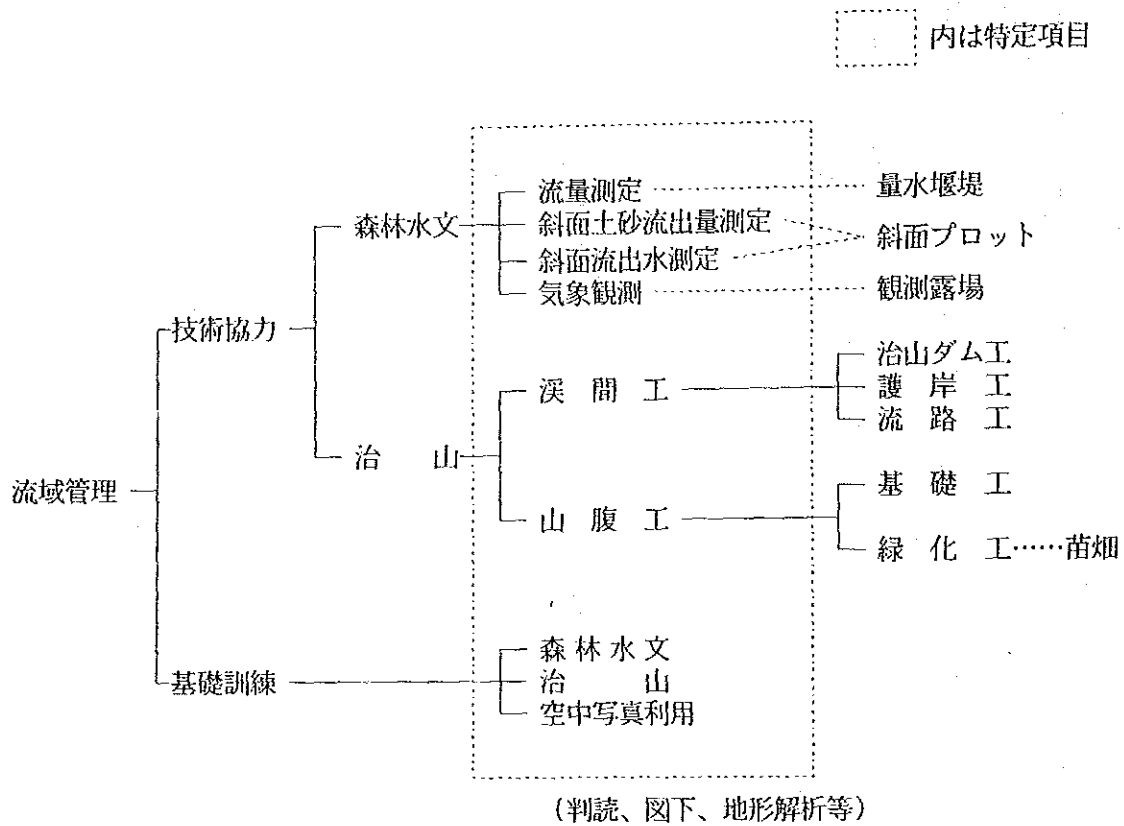 内は特定項目
流量測定 量水堰堤
森林水文 斜面土砂流出量測定 斜面プロット
斜面流出水測定
気象観測 観測露場
技術協力
治山ダム工
渓間工 護岸工
流路工
治山
流域管理 基礎工
山腹工
緑化工……苗畑
森林水文
基礎訓練 治山
空中写真利用
(判読、図下、地形解析等)